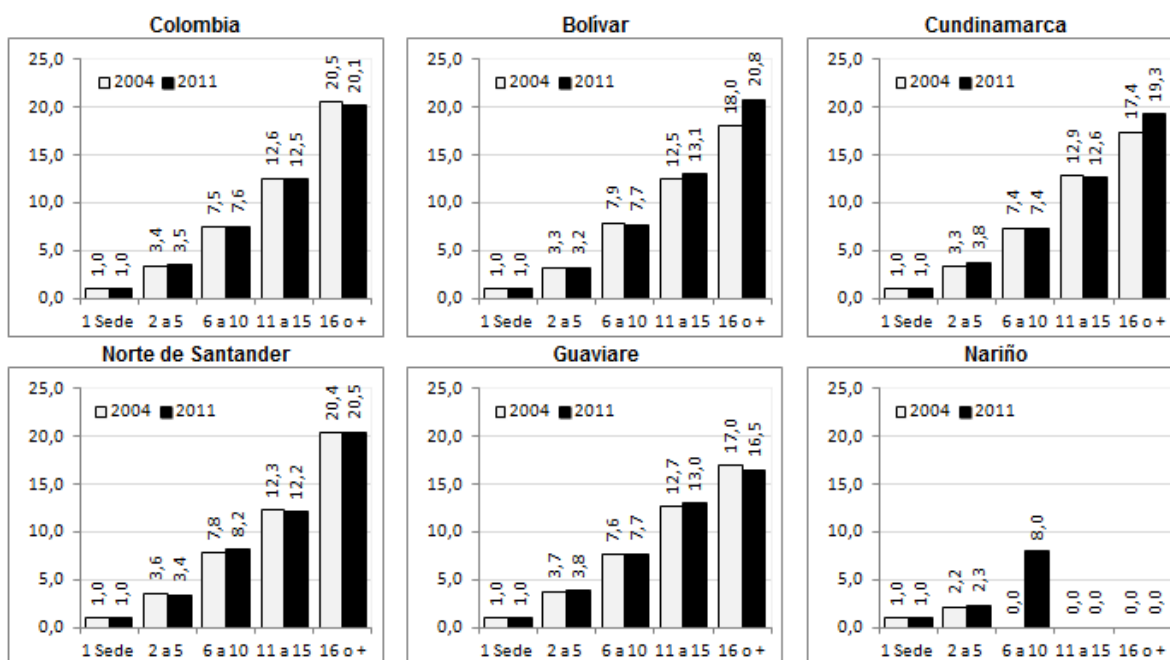 Colombia
25,0
20,0
15,0
10,0
5,0
0,0
2004 2011
1,0 1,0 3,4 3,5 7,5 7,6 12,6 12,5 20,5 20,1
1 Sede 2 a 5 6 a 10 11 a 15 16 o +
Bolívar
25,0
20,0
15,0
10,0
5,0
0,0
2004 2011
1,0 1,0 3,3 3,2 7,9 7,7 12,5 13,1 18,0 20,8
1 Sede 2 a 5 6 a 10 11 a 15 16 o +
Cundinamarca
25,0
20,0
15,0
10,0
5,0
0,0
2004 2011
1,0 1,0 3,3 3,8 7,4 7,4 12,9 12,6 17,4 19,3
1 Sede 2 a 5 6 a 10 11 a 15 16 o +
Norte de Santander
25,0
20,0
15,0
10,0
5,0
0,0
2004 2011
1,0 1,0 3,6 3,4 7,8 8,2 12,3 12,2 20,4 20,5
1 Sede 2 a 5 6 a 10 11 a 15 16 o +
Guaviare
25,0
20,0
15,0
10,0
5,0
0,0
2004 2011
1,0 1,0 3,7 3,8 7,6 7,7 12,7 13,0 17,0 16,5
1 Sede 2 a 5 6 a 10 11 a 15 16 o +
Nariño
25,0
20,0
15,0
10,0
5,0
0,0
2004 2011
1,0 1,0 2,2 2,3 0,0 8,0 0,0 0,0 0,0 0,0
1 Sede 2 a 5 6 a 10 11 a 15 16 o +